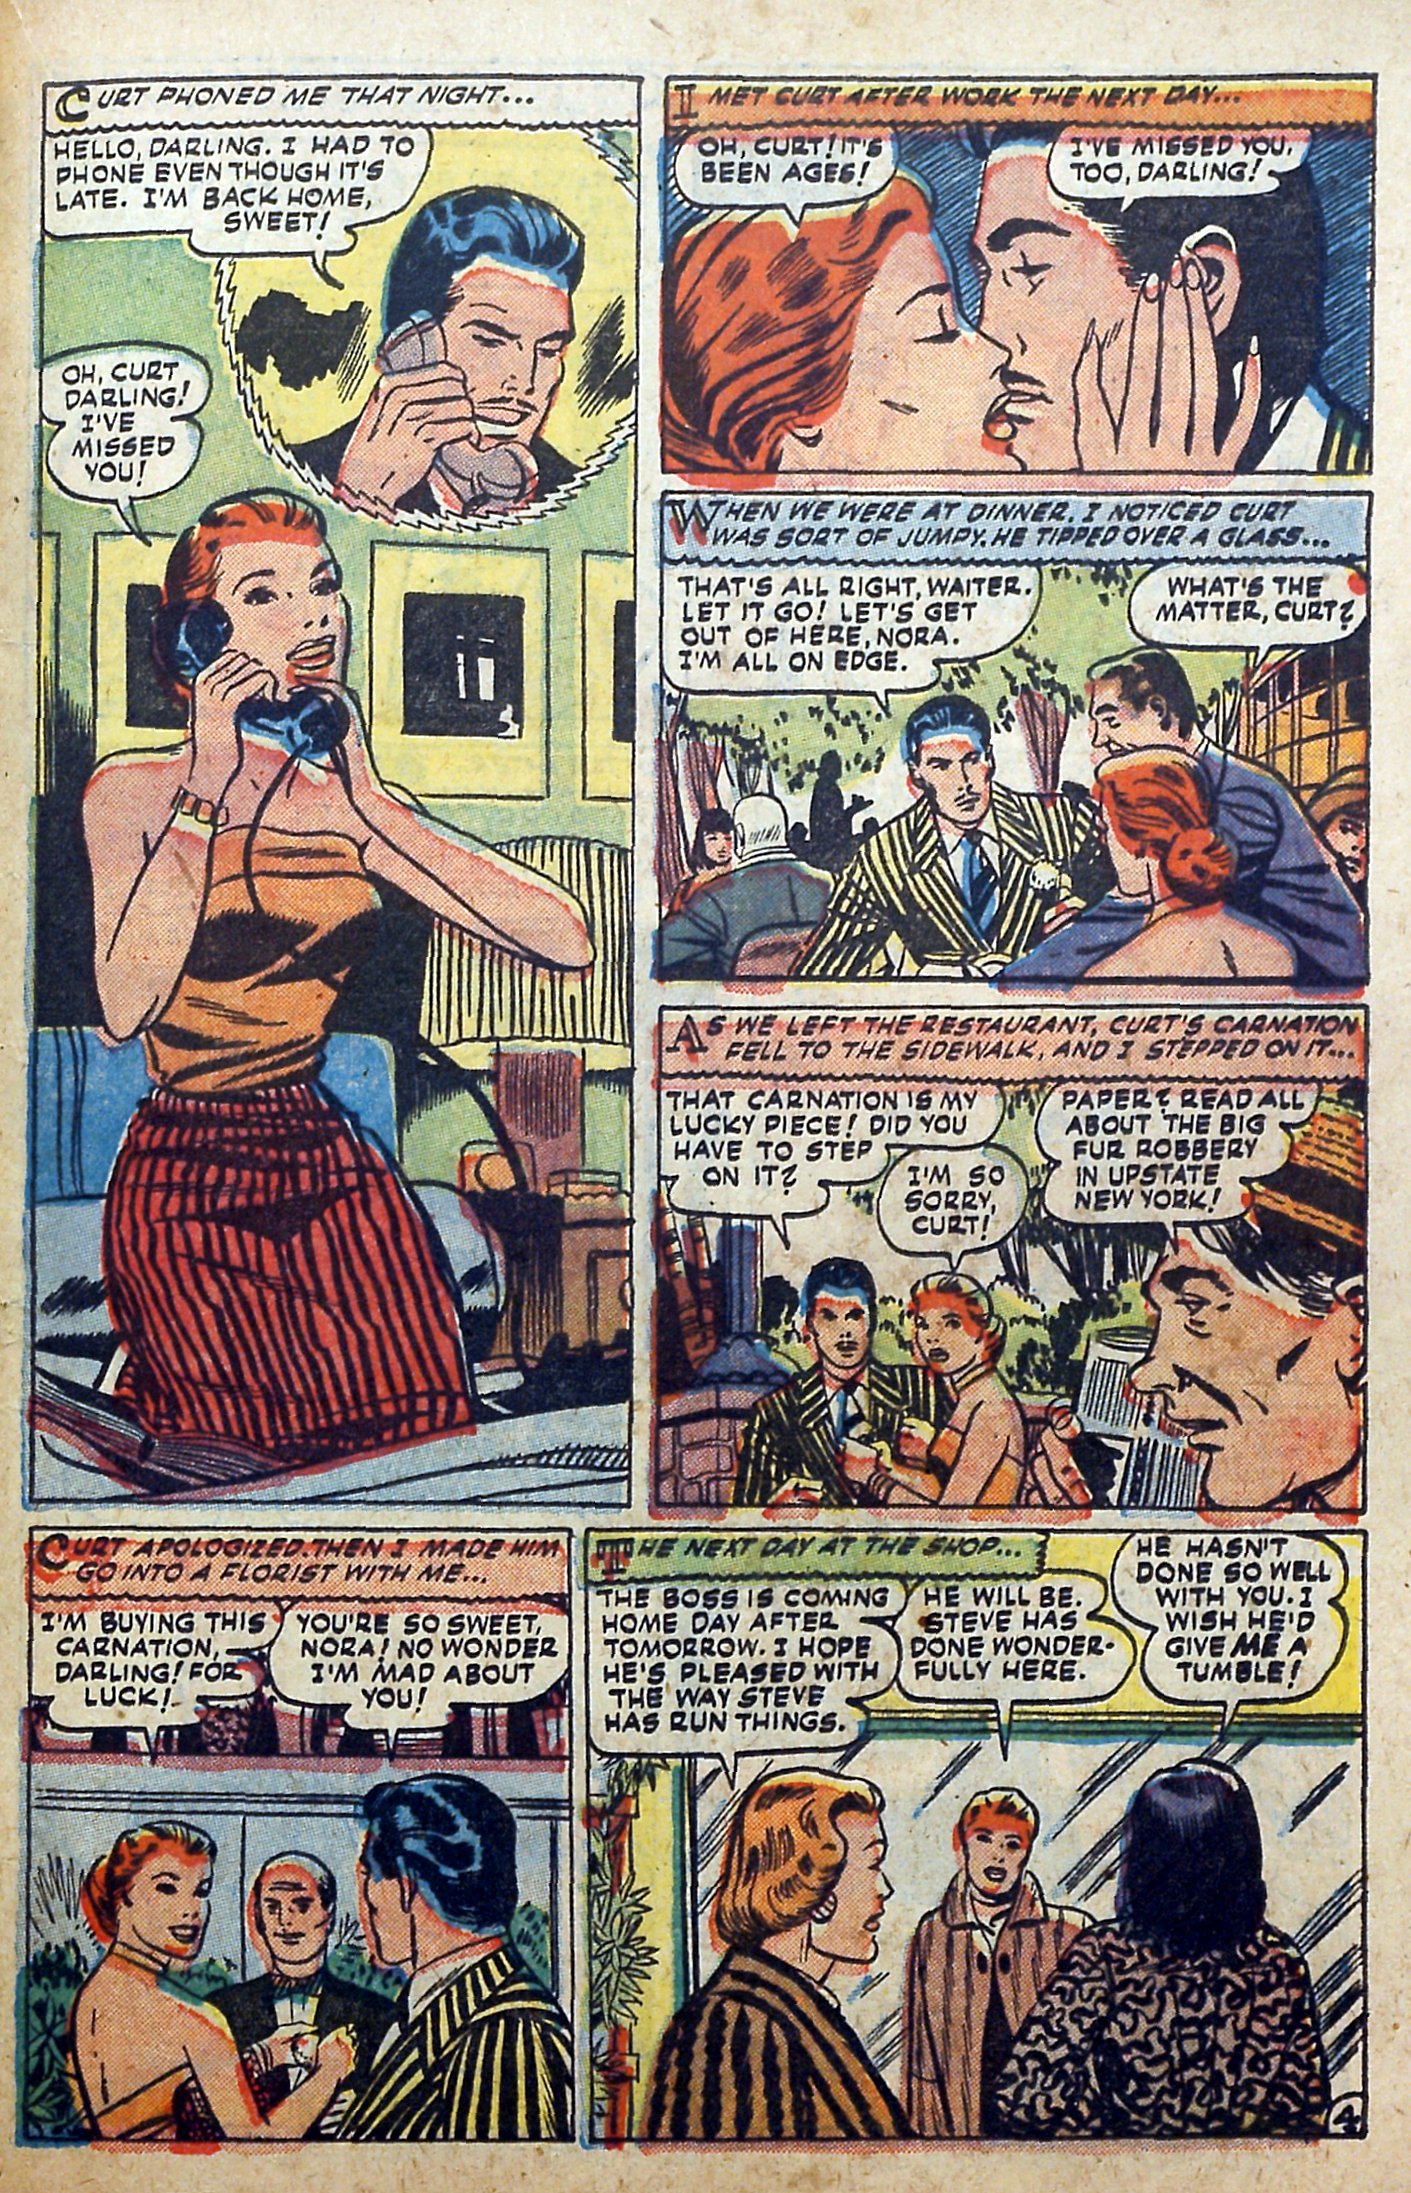 CURT PHONED ME THAT NIGHT...
HELLO, DARLING. I HAD TO
PHONE EVEN THOUGH IT'S
LATE. I'M BACK HOME,
SWEET!
OH, CURT
DARLING!
I'VE
MISSED
YOU!
I MET CURT AFTER WORK THE NEXT DAY...
OH, CURT! IT'S
BEEN AGES!
I'VE MISSED YOU,
TOO, DARLING!
WHEN WE WERE AT DINNER, I NOTICED CURT
WAS SORT OF JUMPY. HE TIPPED OVER A GLASS...
THAT'S ALL RIGHT, WAITER.
LET IT GO! LET'S GET
OUT OF HERE, NORA.
I'M ALL ON EDGE.
WHAT'S THE
MATTER, CURT?
AS WE LEFT THE RESTAURANT, CURT'S CARNATION
FELL TO THE SIDEWALK, AND I STEPPED ON IT...
THAT CARNATION IS MY
LUCKY PIECE! DID YOU
HAVE TO STEP
ON IT?
I'M SO
SORRY,
CURT!
PAPER? READ ALL
ABOUT THE BIG
FUR ROBBERY
IN UPSTATE
NEW YORK!
CURT APOLOGIZED. THEN I MADE HIM
GO INTO A FLORIST WITH ME...
I'M BUYING THIS
CARNATION,
DARLING! FOR
LUCK!
YOU'RE SO SWEET,
NORA! NO WONDER
I'M MAD ABOUT
YOU!
THE NEXT DAY AT THE SHOP...
THE BOSS IS COMING
HOME DAY AFTER
TOMORROW. I HOPE
HE'S PLEASED WITH
THE WAY STEVE
HAS RUN THINGS.
HE WILL BE.
STEVE HAS
DONE WONDER-
FULLY HERE.
HE HASN'T
DONE SO WELL
WITH YOU. I
WISH HE'D
GIVE ME A
TUMBLE!
4